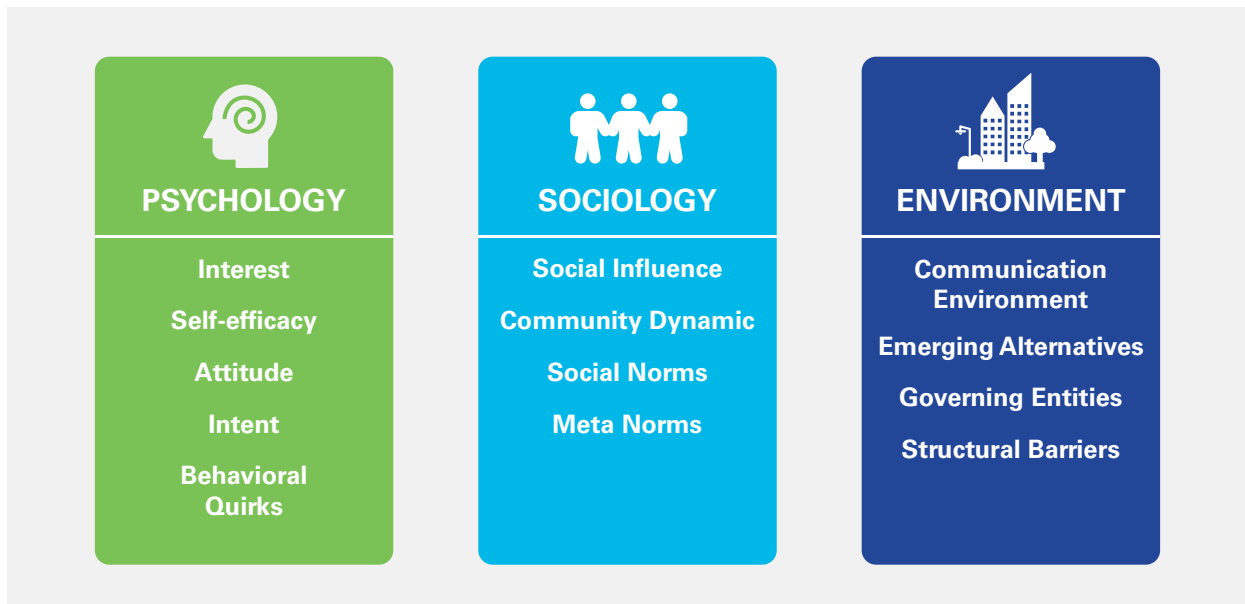 PSYCHOLOGY
Interest
Self-efficacy
Attitude
Intent
Behavioral
Quirks
SOCIOLOGY
Social Influence
Community Dynamic
Social Norms
Meta Norms
ENVIRONMENT
Communication
Environment
Emerging Alternatives
Governing Entities
Structural Barriers